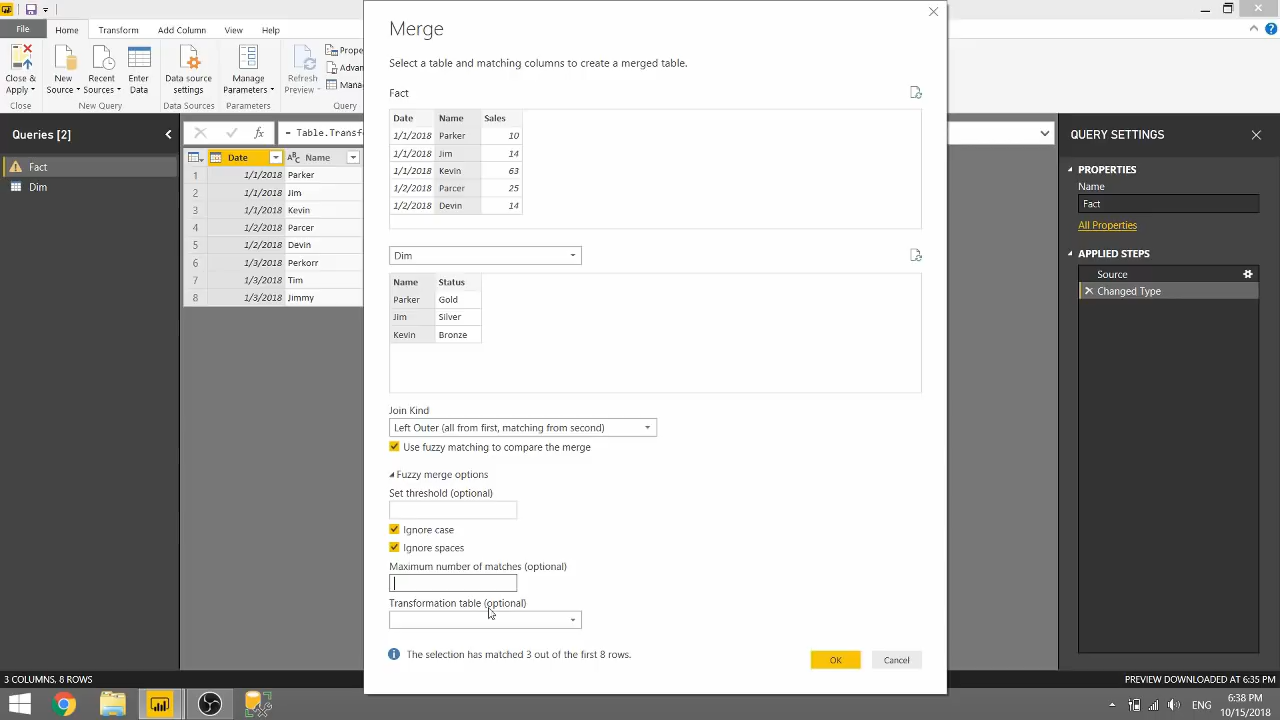 File
Home
Transform
Add Column
View
Help
Close &
Apply
New
Source
Recent
Sources
Enter
Data
Data source
settings
Manage
Parameters
Refresh
Preview
Prope
Advan
Mana
Close
New Query
Data Sources
Parameters
Query
Queries [2]
Fact
Dim
= Table.Transf
Date
Name
1 1/1/2018 Parker
2 1/1/2018 Jim
3 1/1/2018 Kevin
4 1/2/2018 Parcer
5 1/2/2018 Devin
6 1/3/2018 Perkorr
7 1/3/2018 Tim
8 1/3/2018 Jimmy
Merge
Select a table and matching columns to create a merged table.
Fact
Date Name Sales
1/1/2018 Parker 10
1/1/2018 Jim 14
1/1/2018 Kevin 63
1/2/2018 Parcer 25
1/2/2018 Devin 14
Dim
Name Status
Parker Gold
Jim Silver
Kevin Bronze
Join Kind
Left Outer (all from first, matching from second)
Use fuzzy matching to compare the merge
Fuzzy merge options
Set threshold (optional)
Ignore case
Ignore spaces
Maximum number of matches (optional)
Transformation table (optional)
The selection has matched 3 out of the first 8 rows.
OK
Cancel
QUERY SETTINGS
PROPERTIES
Name
Fact
All Properties
APPLIED STEPS
Source
Changed Type
3 COLUMNS, 8 ROWS
PREVIEW DOWNLOADED AT 6:35 PM
ENG
6:38 PM
10/15/2018